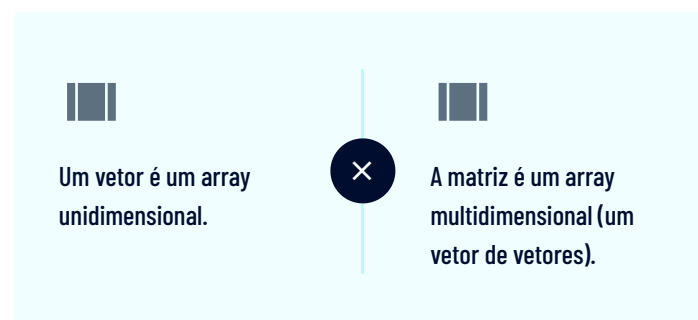 Um vetor é um array
unidimensional.
A matriz é um array
multidimensional (um
vetor de vetores).